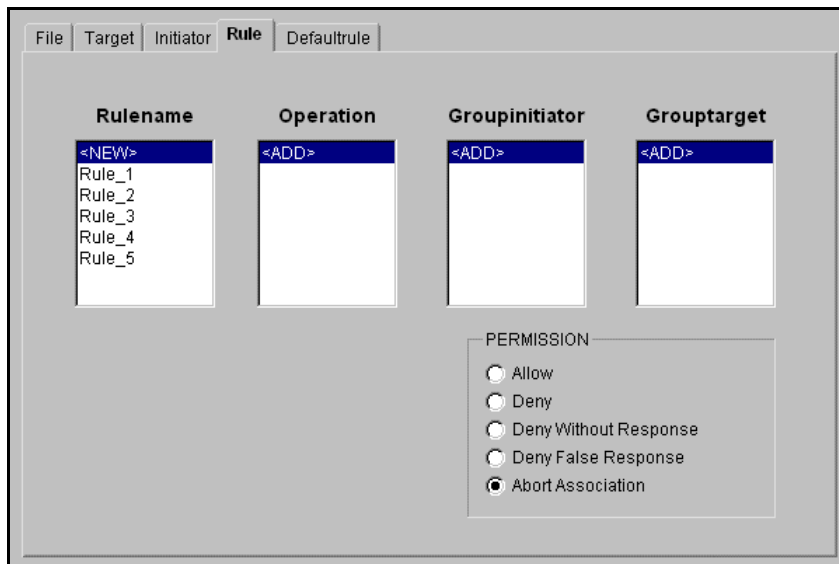 File Target Initiator Rule Defaultrule
Rulename Operation Groupinitiator Grouptarget
<NEW> <ADD> <ADD> <ADD>
Rule_1
Rule_2
Rule_3
Rule_4
Rule_5
PERMISSION
Allow
Deny
Deny Without Response
Deny False Response
Abort Association